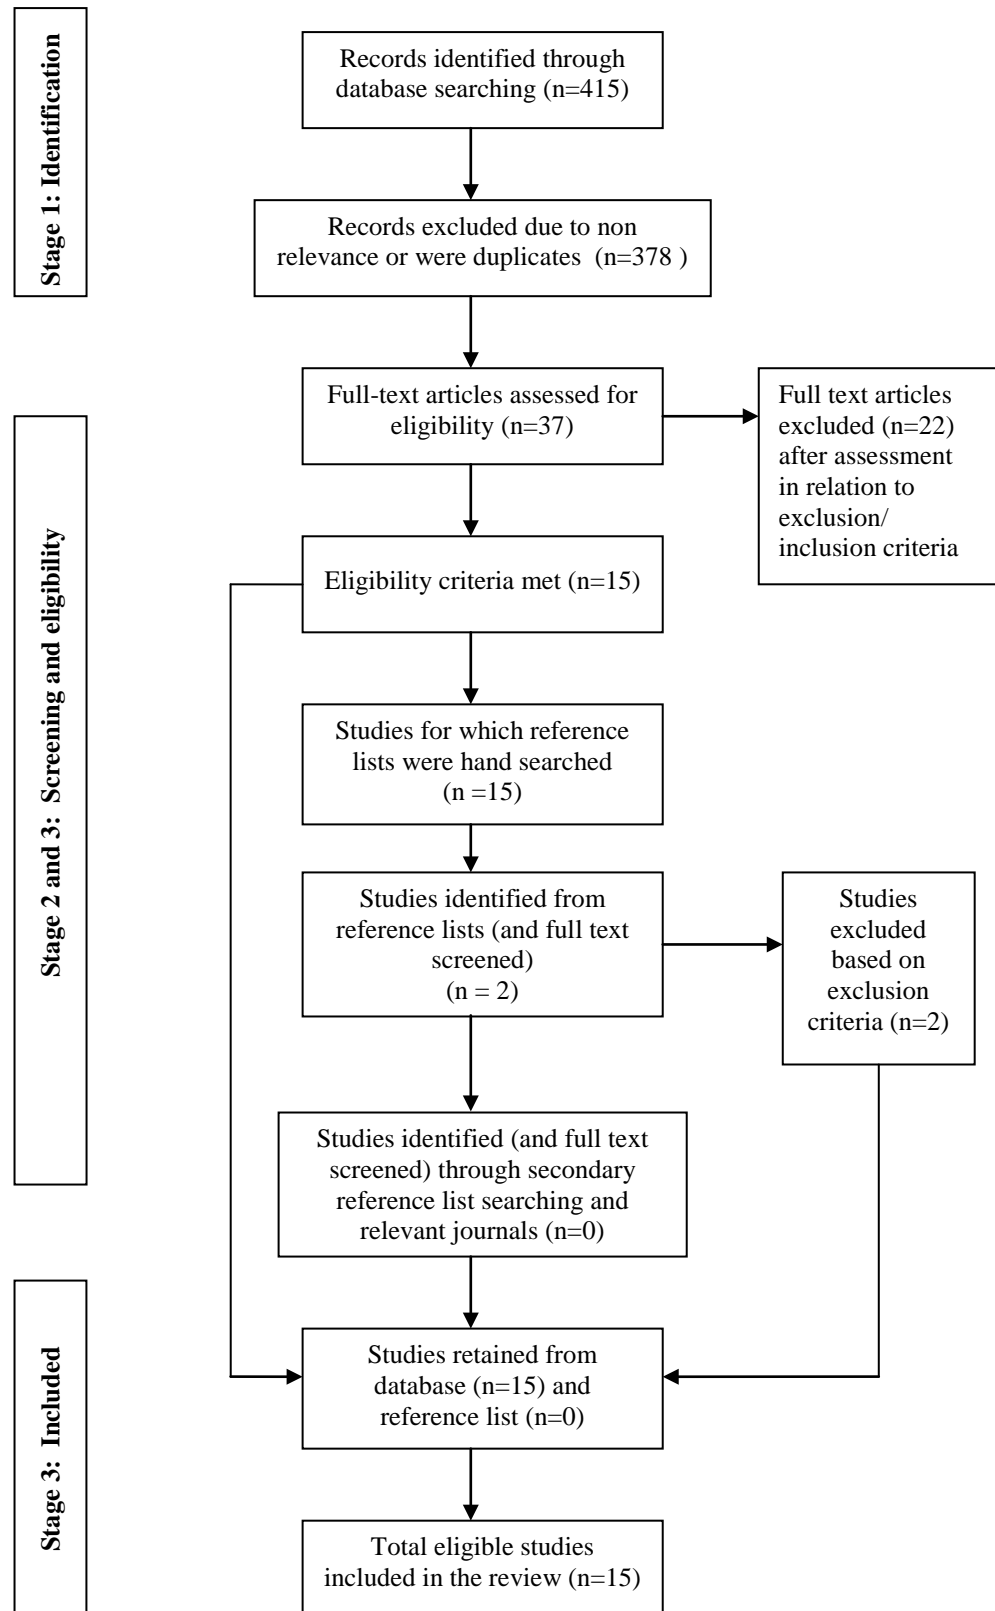 Stage 1: Identification
Records identified through
database searching (n=415)
Records excluded due to non
relevance or were duplicates  (n=378 )
Stage 2 and 3:  Screening and eligibility
Full-text articles assessed for
eligibility (n=37)
Full text articles
excluded (n=22)
after assessment
in relation to
exclusion/
inclusion criteria
Eligibility criteria met (n=15)
Studies for which reference
lists were hand searched
(n =15)
Studies identified from
reference lists (and full text
screened)
(n = 2)
Studies
excluded
based on
exclusion
criteria (n=2)
Studies identified (and full text
screened) through secondary
reference list searching and
relevant journals (n=0)
Stage 3:  Included
Studies retained from
database (n=15) and
reference list (n=0)
Total eligible studies
included in the review (n=15)